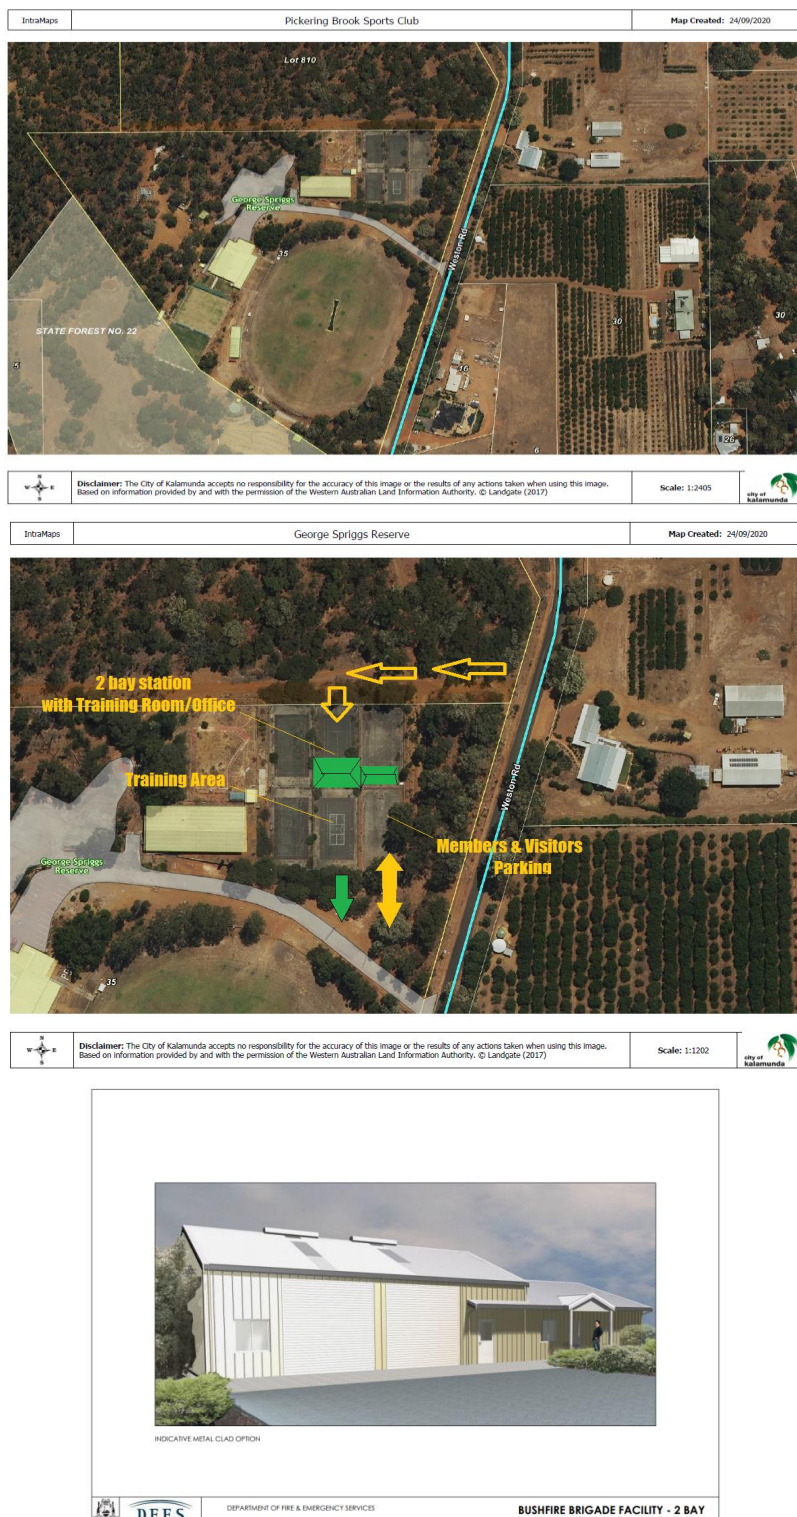 IntraMaps
Pickering Brook Sports Club
Map Created: 24/09/2020
Lot 810
George Spriggs
Reserve
35
Weston Rd
STATE FOREST NO. 22
5
10
30
16
6
26
N
W E
S
Disclaimer: The City of Kalamunda accepts no responsibility for the accuracy of this image or the results of any actions taken when using this image.
Based on information provided by and with the permission of the Western Australian Land Information Authority. © Landgate (2017)
Scale: 1:2405
city of
kalamunda
IntraMaps
George Spriggs Reserve
Map Created: 24/09/2020
2 bay station
with Training Room/Office
Training Area
Weston Rd
Members & Visitors
Parking
George Spriggs
Reserve
35
N
W E
S
Disclaimer: The City of Kalamunda accepts no responsibility for the accuracy of this image or the results of any actions taken when using this image.
Based on information provided by and with the permission of the Western Australian Land Information Authority. © Landgate (2017)
Scale: 1:1202
city of
kalamunda
INDICATIVE METAL CLAD OPTION
DFES
DEPARTMENT OF FIRE & EMERGENCY SERVICES
BUSHFIRE BRIGADE FACILITY - 2 BAY